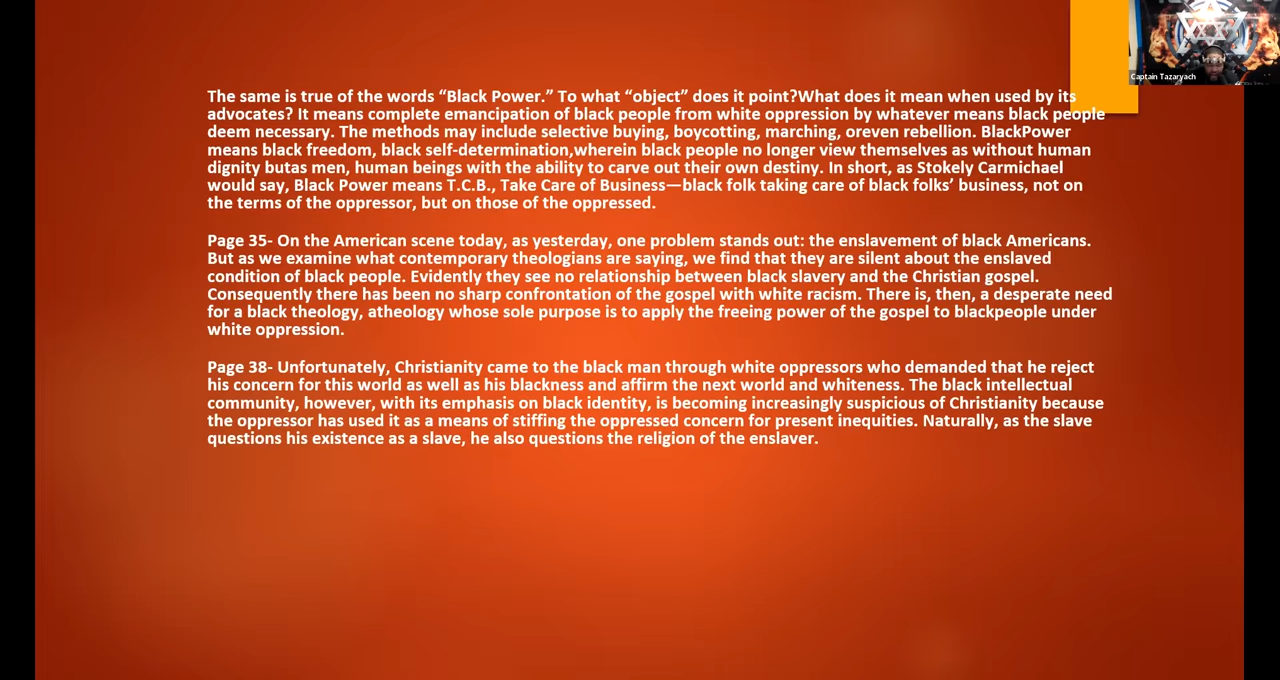 Captain Tazaryach
The same is true of the words “Black Power.” To what “object” does it point?What does it mean when used by its
advocates? It means complete emancipation of black people from white oppression by whatever means black people
deem necessary. The methods may include selective buying, boycotting, marching, oreven rebellion. BlackPower
means black freedom, black self-determination,wherein black people no longer view themselves as without human
dignity butas men, human beings with the ability to carve out their own destiny. In short, as Stokely Carmichael
would say, Black Power means T.C.B., Take Care of Business—black folk taking care of black folks’ business, not on
the terms of the oppressor, but on those of the oppressed.
Page 35- On the American scene today, as yesterday, one problem stands out: the enslavement of black Americans.
But as we examine what contemporary theologians are saying, we find that they are silent about the enslaved
condition of black people. Evidently they see no relationship between black slavery and the Christian gospel.
Consequently there has been no sharp confrontation of the gospel with white racism. There is, then, a desperate need
for a black theology, atheology whose sole purpose is to apply the freeing power of the gospel to blackpeople under
white oppression.
Page 38- Unfortunately, Christianity came to the black man through white oppressors who demanded that he reject
his concern for this world as well as his blackness and affirm the next world and whiteness. The black intellectual
community, however, with its emphasis on black identity, is becoming increasingly suspicious of Christianity because
the oppressor has used it as a means of stiffing the oppressed concern for present inequities. Naturally, as the slave
questions his existence as a slave, he also questions the religion of the enslaver.